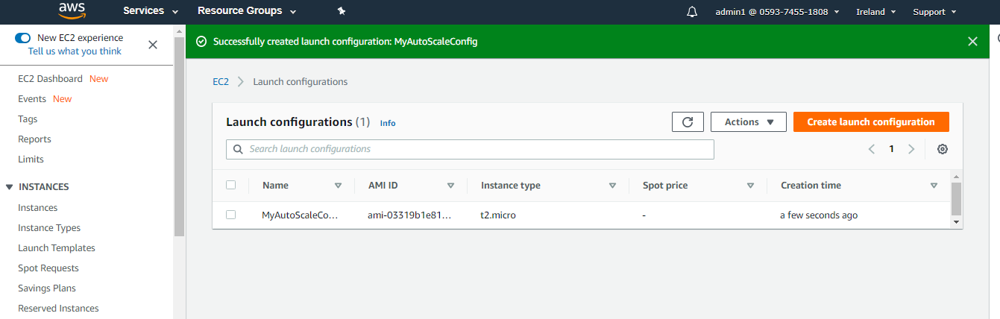 aws
Services
Resource Groups
admin1 @ 0593-7455-1808
Ireland
Support
New EC2 experience
Tell us what you think
EC2 Dashboard New
Events New
Tags
Reports
Limits
INSTANCES
Instances
Instance Types
Launch Templates
Spot Requests
Savings Plans
Reserved Instances
Successfully created launch configuration: MyAutoScaleConfig
EC2 > Launch configurations
Launch configurations (1) Info
Actions
Create launch configuration
Search launch configurations
1
Name AMI ID Instance type Spot price Creation time
MyAutoScaleCo... ami-03319b1e81... t2.micro - a few seconds ago